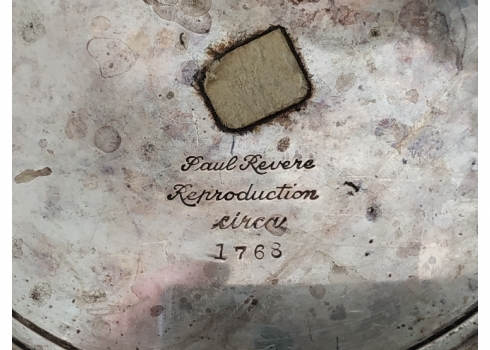 Paul Revere
Reproduction
circa
1768